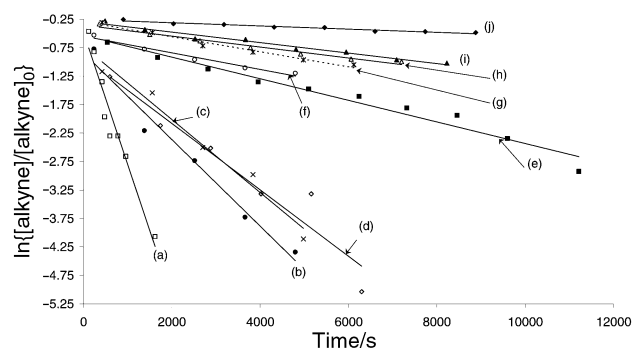 ln{[alkyne]/[alkyne]0}
−0.25
−0.75
−1.25
−1.75
−2.25
−2.75
−3.25
−3.75
−4.25
−4.75
−5.25
0 2000 4000 6000 8000 10000 12000
Time/s
(j)
(i)
(h)
(g)
(f)
(c)
(e)
(d)
(a)
(b)